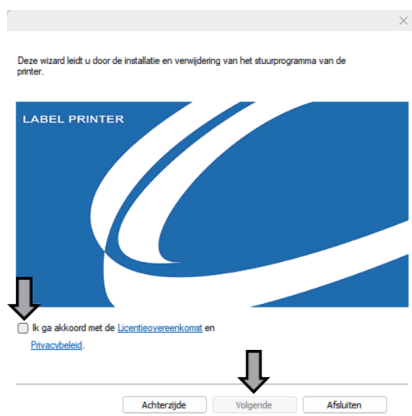 Deze wizard leidt u door de installatie en verwijdering van het stuurprogramma van de
printer.
LABEL PRINTER
Ik ga akkoord met de Licentieovereenkomst en
Privacybeleid.
Achterzijde
Volgende
Afsluiten